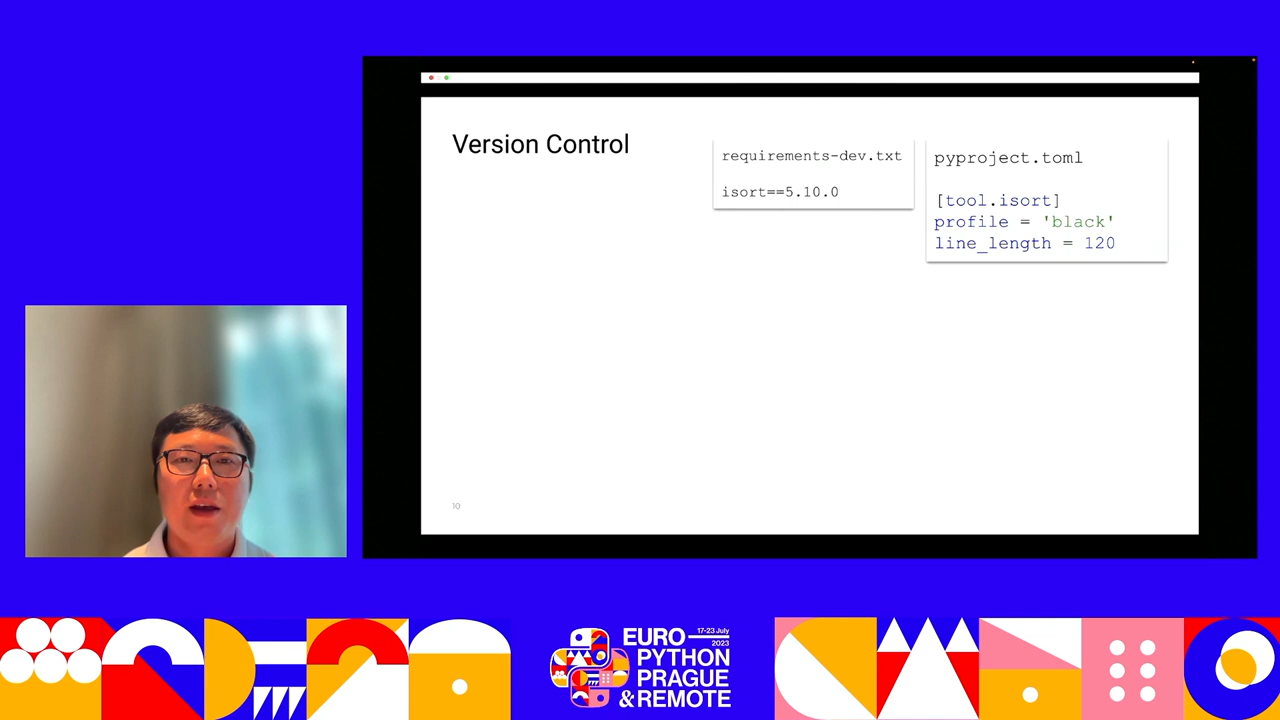 Version Control
requirements-dev.txt
isort==5.10.0
pyproject.toml
[tool.isort]
profile = 'black'
line_length = 120
10
EURO
17-23 July
2023
PYTHON
PRAGUE
& REMOTE